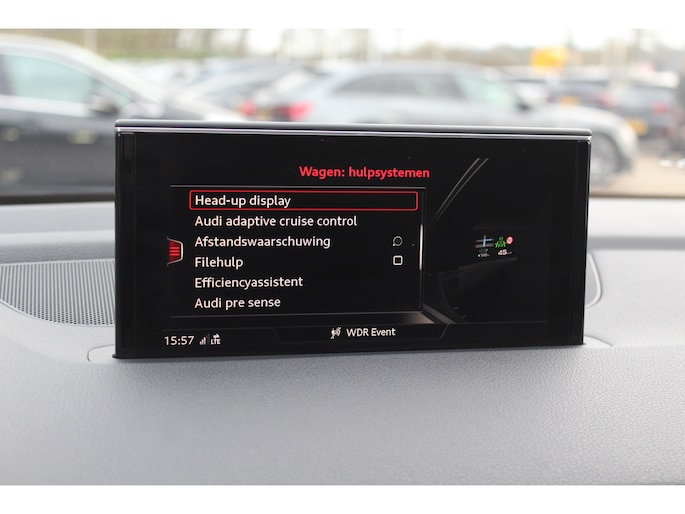 Wagen: hulpsystemen
Head-up display
Audi adaptive cruise control
Afstandswaarschuwing
Filehulp
Efficiencyassistent
Audi pre sense
15:57
LTE
WDR Event